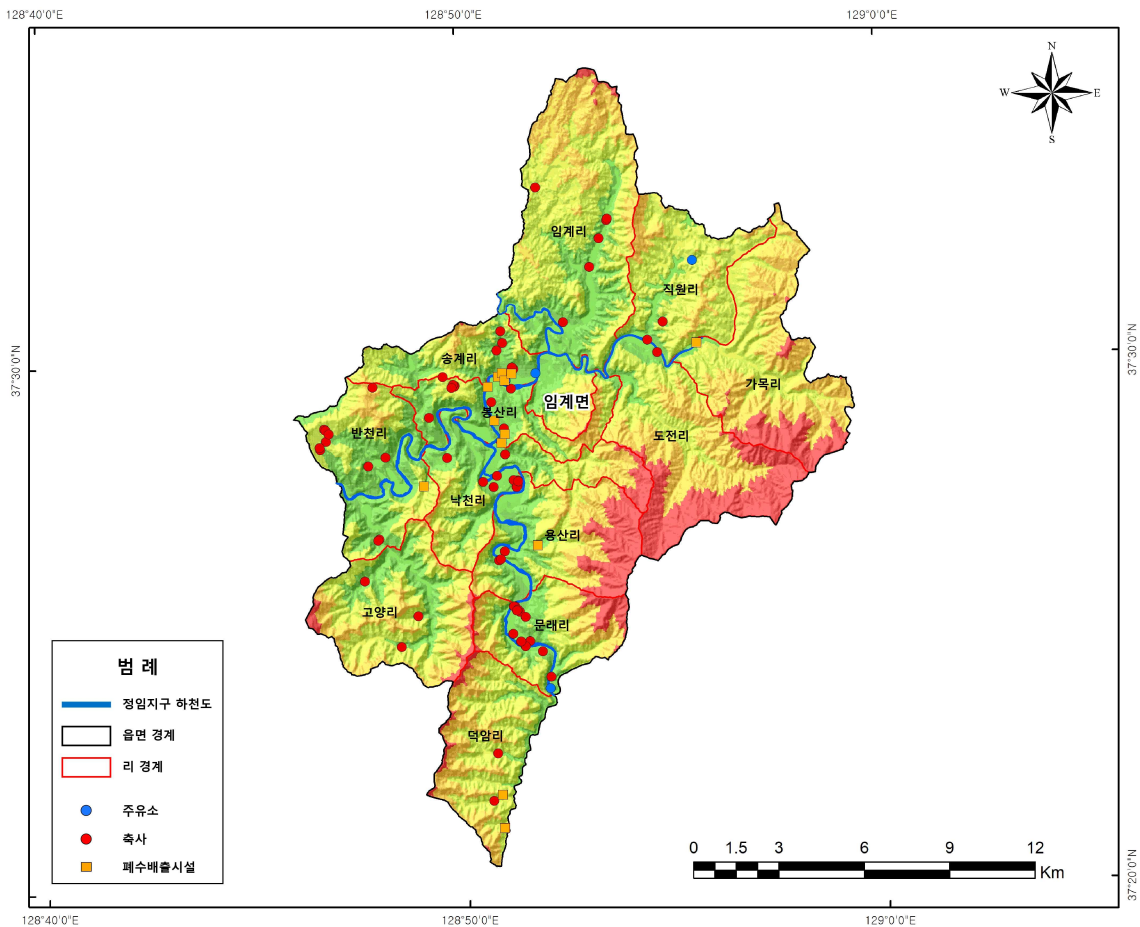 128°40'0"E
128°50'0"E
129°0'0"E
N
W
E
S
임계리
직원리
37°30'0"N
37°30'0"N
송계리
가목리
임계면
봉산리
반천리
도전리
낙천리
용산리
고양리
문래리
덕암리
범 례
정임지구 하천도
읍면 경계
리 경계
주유소
축사
폐수배출시설
0 1.5 3 6 9 12
Km
37°20'0"N
128°40'0"E
128°50'0"E
129°0'0"E